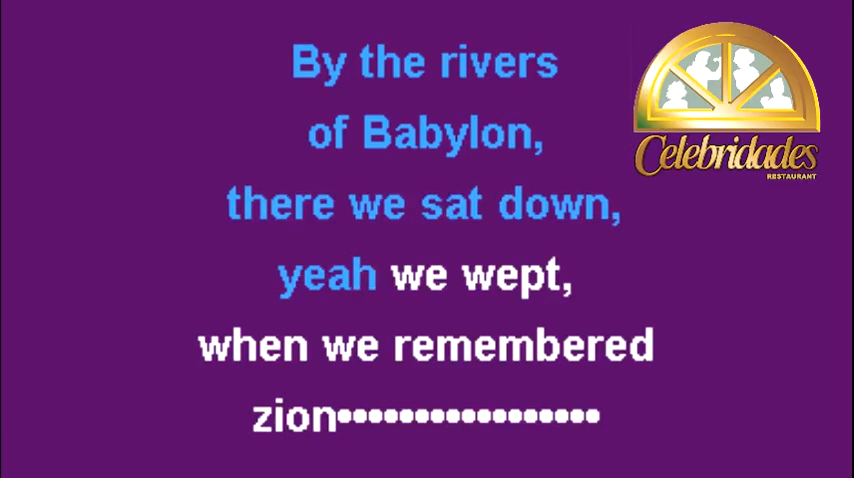 By the rivers
of Babylon,
there we sat down,
yeah we wept,
when we remembered
zion•••••••••••••••••
Celebridades
RESTAURANT